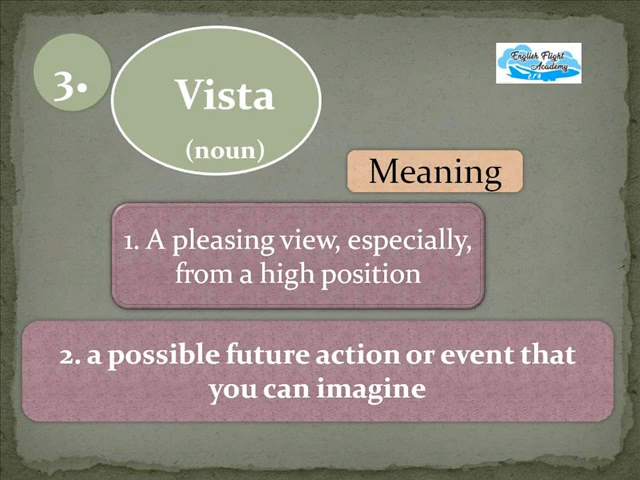 3.
Vista
(noun)
English Flight
Academy
EFA
Meaning
1. A pleasing view, especially,
from a high position
2. a possible future action or event that
you can imagine